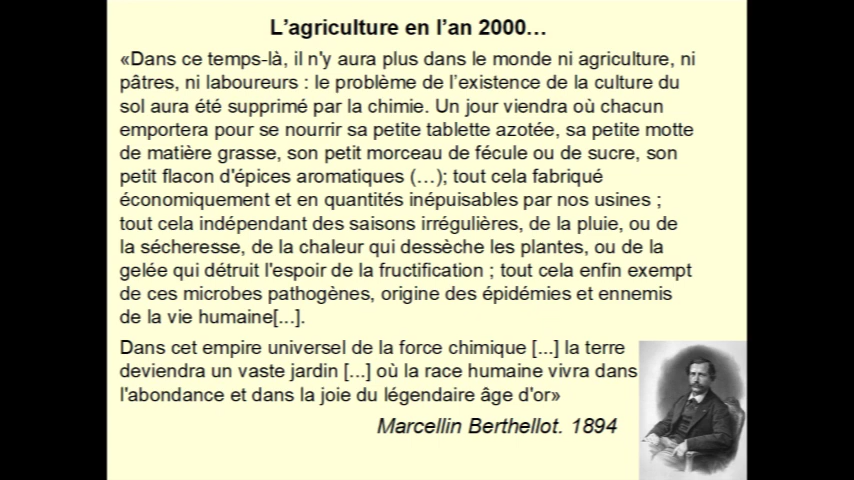 L'agriculture en l'an 2000…
«Dans ce temps-là, il n'y aura plus dans le monde ni agriculture, ni
pâtres, ni laboureurs : le problème de l'existence de la culture du
sol aura été supprimé par la chimie. Un jour viendra où chacun
emportera pour se nourrir sa petite tablette azotée, sa petite motte
de matière grasse, son petit morceau de fécule ou de sucre, son
petit flacon d'épices aromatiques (…); tout cela fabriqué
économiquement et en quantités inépuisables par nos usines ;
tout cela indépendant des saisons irrégulières, de la pluie, ou de
la sécheresse, de la chaleur qui dessèche les plantes, ou de la
gelée qui détruit l'espoir de la fructification ; tout cela enfin exempt
de ces microbes pathogènes, origine des épidémies et ennemis
de la vie humaine[...].
Dans cet empire universel de la force chimique [...] la terre
deviendra un vaste jardin [...] où la race humaine vivra dans
l'abondance et dans la joie du légendaire âge d'or»
Marcellin Berthellot. 1894